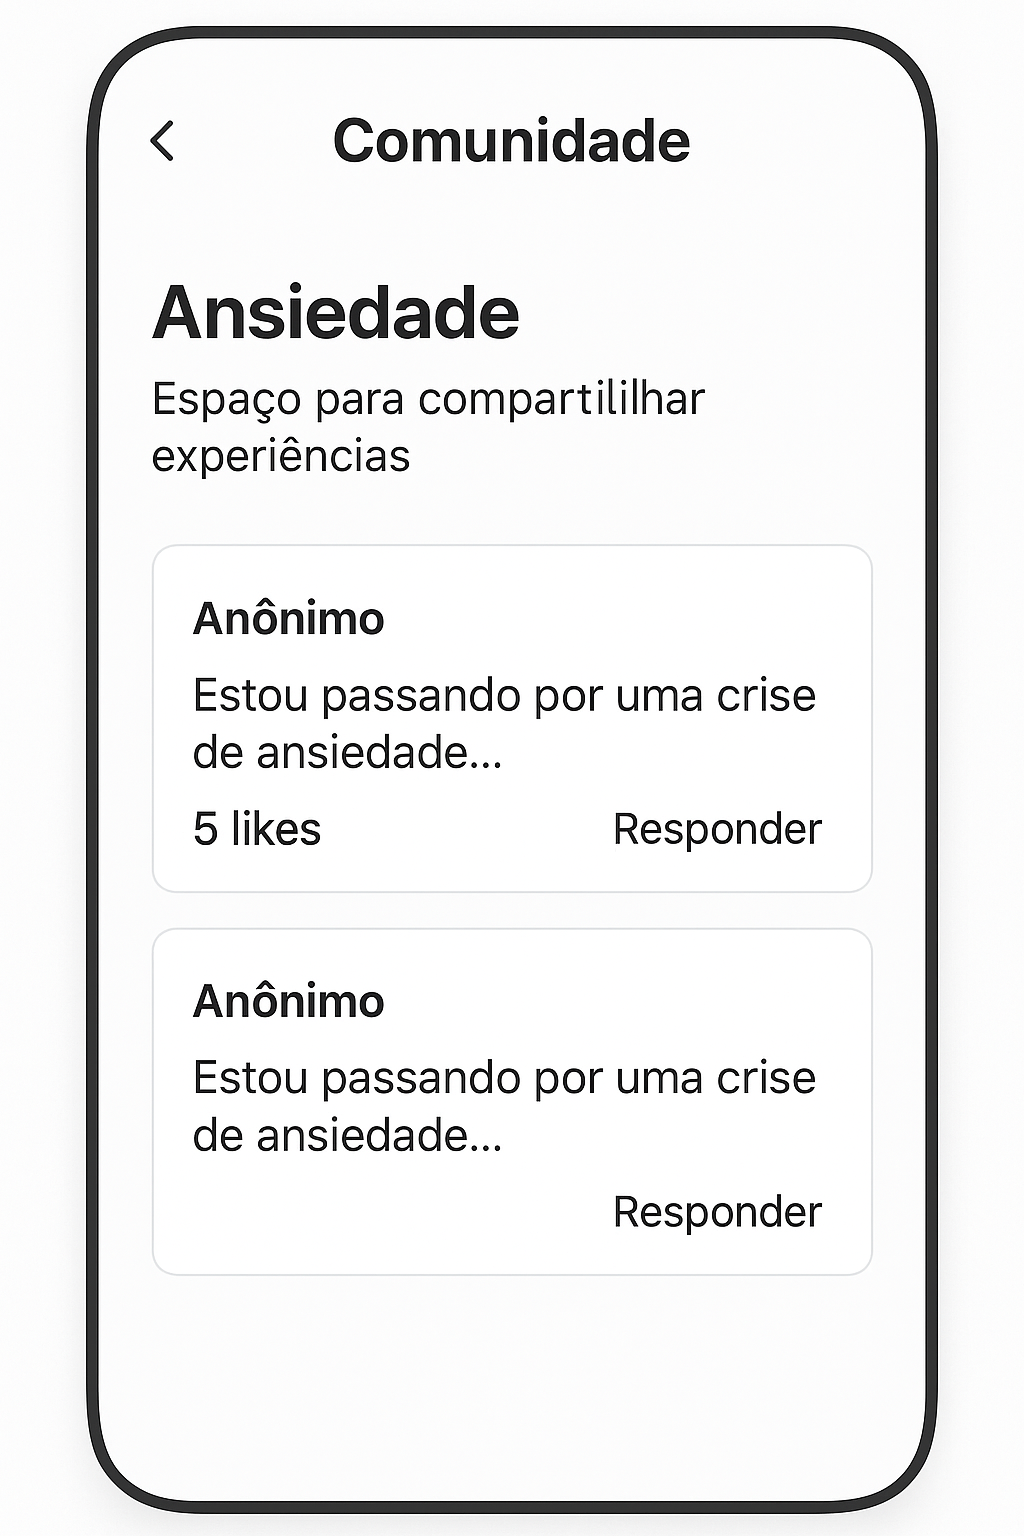 Comunidade
Ansiedade
Espaço para compartililhar
experiências
Anônimo
Estou passando por uma crise
de ansiedade...
5 likes Responder
Anônimo
Estou passando por uma crise
de ansiedade...
Responder